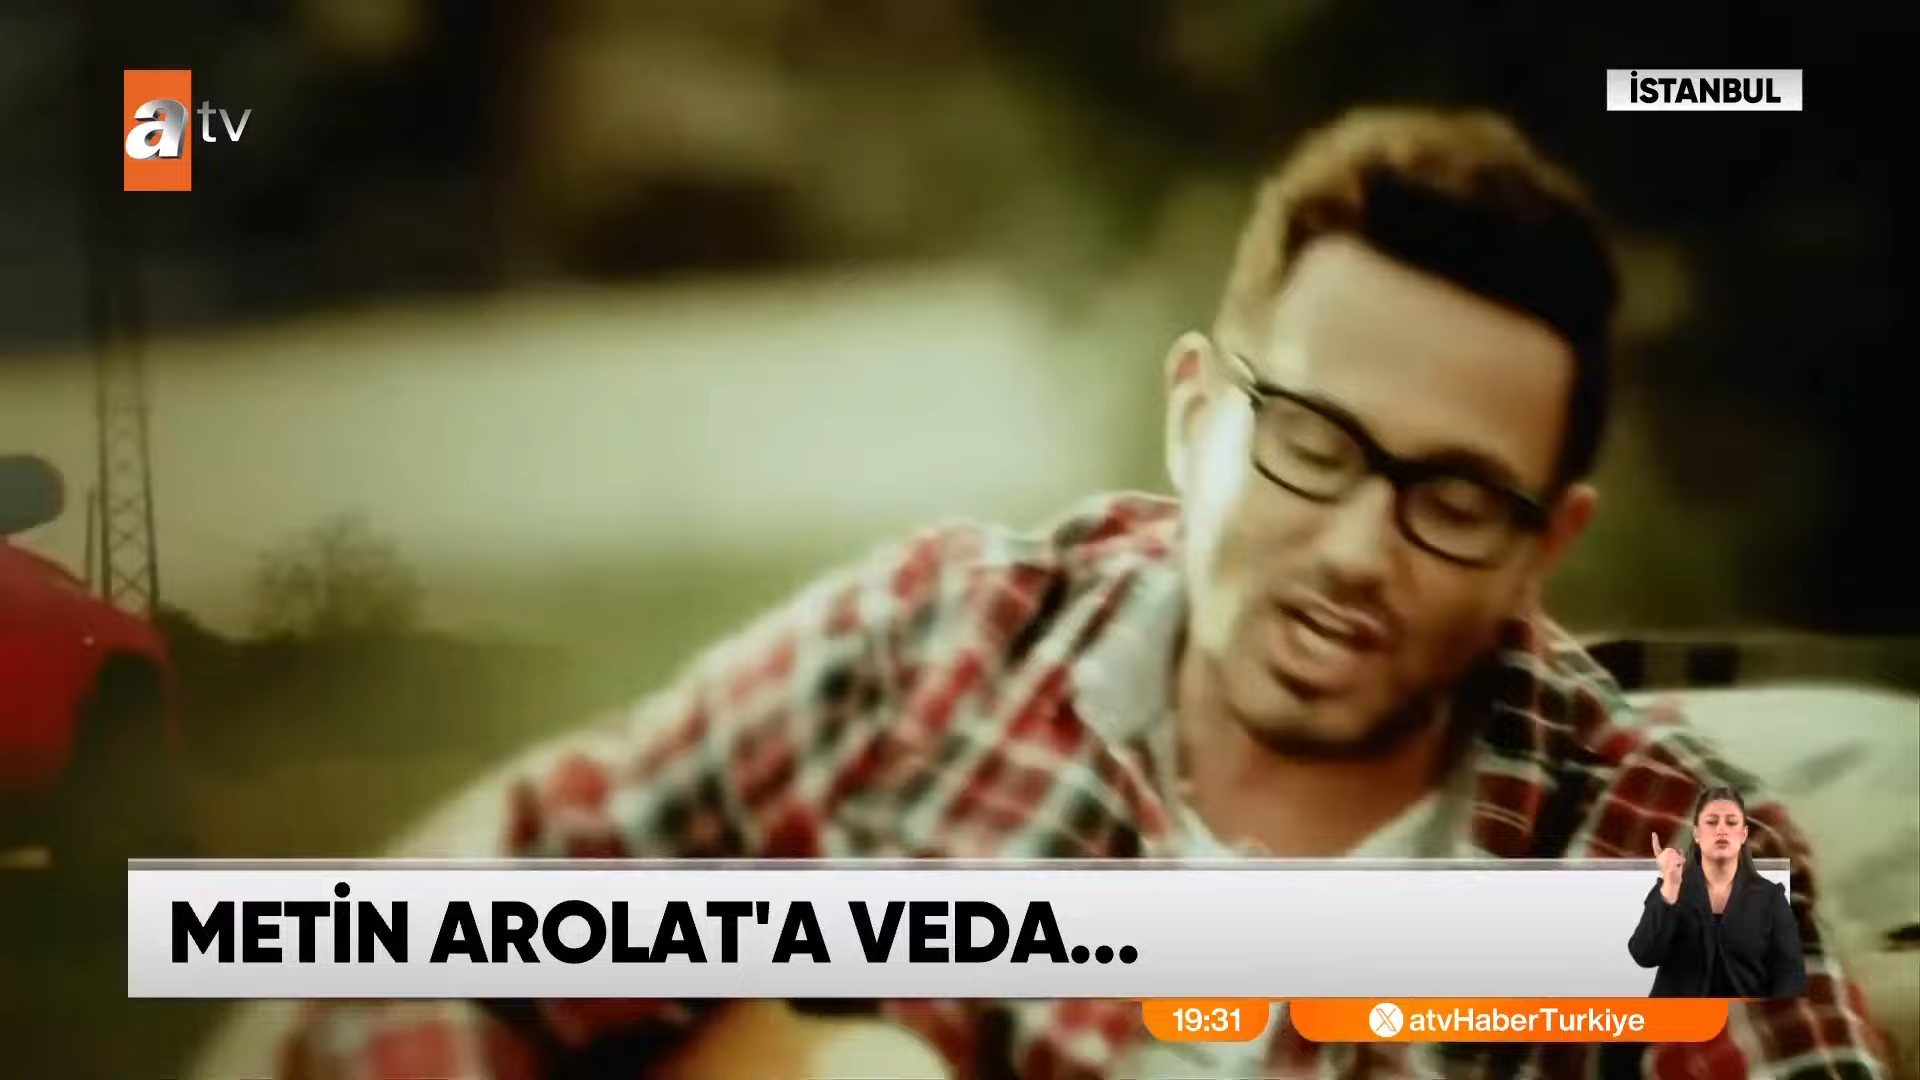 atv
İSTANBUL
METİN AROLAT'A VEDA...
19:31
X atvHaberTurkiye